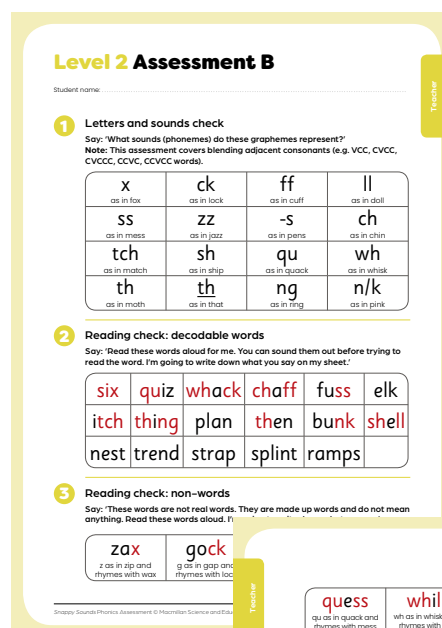 Level 2 Assessment B
Student name:
Teacher
1 Letters and sounds check
Say: ‘What sounds (phonemes) do these graphemes represent?’
Note: This assessment covers blending adjacent consonants (e.g. VCC, CVCC,
CVCCC, CCVC, CCVCC words).
x ck ff ll
as in fox as in lock as in cuff as in doll
ss zz -s ch
as in mess as in jazz as in pens as in chin
tch sh qu wh
as in match as in ship as in quack as in whisk
th th ng n/k
as in moth as in that as in ring as in pink
2 Reading check: decodable words
Say: ‘Read these words aloud for me. You can sound them out before trying to
read the word. I’m going to write down what you say on my sheet.’
six quiz whack chaff fuss elk
itch thing plan then bunk shell
nest trend strap splint ramps
3 Reading check: non-words
Say: ‘These words are not real words. They are made up words and do not mean
anything. Read these words aloud.
zax gock
z as in zip and g as in gap and
rhymes with wax rhymes with
Snappy Sounds Phonics Assessment © Macmillan Science and
Teacher
quess whil
qu as in quack and wh as in whisk
rhymes with mess rhymes with